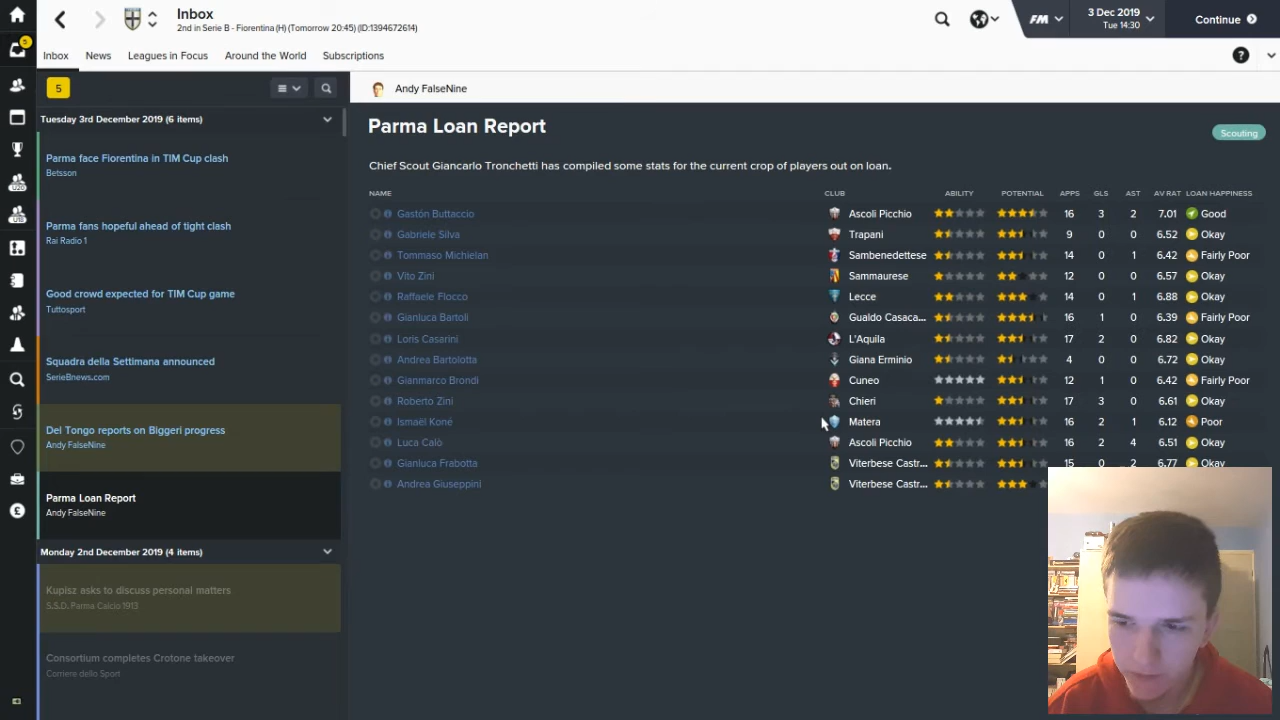 Inbox
2nd in Serie B - Fiorentina (H) (Tomorrow 20:45) (ID:1394672614)
FM
3 Dec 2019
Tue 14:30
Continue
Inbox News Leagues in Focus Around the World Subscriptions
?
5
5
Andy FalseNine
Tuesday 3rd December 2019 (6 items)
Parma face Fiorentina in TIM Cup clash
Betsson
Parma fans hopeful ahead of tight clash
Rai Radio 1
Good crowd expected for TIM Cup game
Tuttosport
Squadra della Settimana announced
SerieBnews.com
Del Tongo reports on Biggeri progress
Andy FalseNine
Parma Loan Report
Andy FalseNine
Monday 2nd December 2019 (4 items)
Kupisz asks to discuss personal matters
S.S.D. Parma Calcio 1913
Consortium completes Crotone takeover
Corriere dello Sport
Parma Loan Report
Scouting
Chief Scout Giancarlo Tronchetti has compiled some stats for the current crop of players out on loan.
NAME CLUB ABILITY POTENTIAL APPS GLS AST AV RAT LOAN HAPPINESS
Gastón Buttaccio Ascoli Picchio 16 3 2 7.01 Good
Gabriele Silva Trapani 9 0 0 6.52 Okay
Tommaso Michielan Sambenedettese 14 0 1 6.42 Fairly Poor
Vito Zini Sammaurese 12 0 0 6.57 Okay
Raffaele Flocco Lecce 14 0 1 6.88 Okay
Gianluca Bartoli Gualdo Casaca... 16 1 0 6.39 Fairly Poor
Loris Casarini L'Aquila 17 2 0 6.82 Okay
Andrea Bartolotta Giana Erminio 4 0 0 6.72 Okay
Gianmarco Brondi Cuneo 12 1 0 6.42 Fairly Poor
Roberto Zini Chieri 17 3 0 6.61 Okay
Ismaël Koné Matera 16 2 1 6.12 Poor
Luca Calò Ascoli Picchio 16 2 4 6.51 Okay
Gianluca Frabotta Viterbese Castr... 15 0 2 6.77 Okay
Andrea Giuseppini Viterbese Castr...